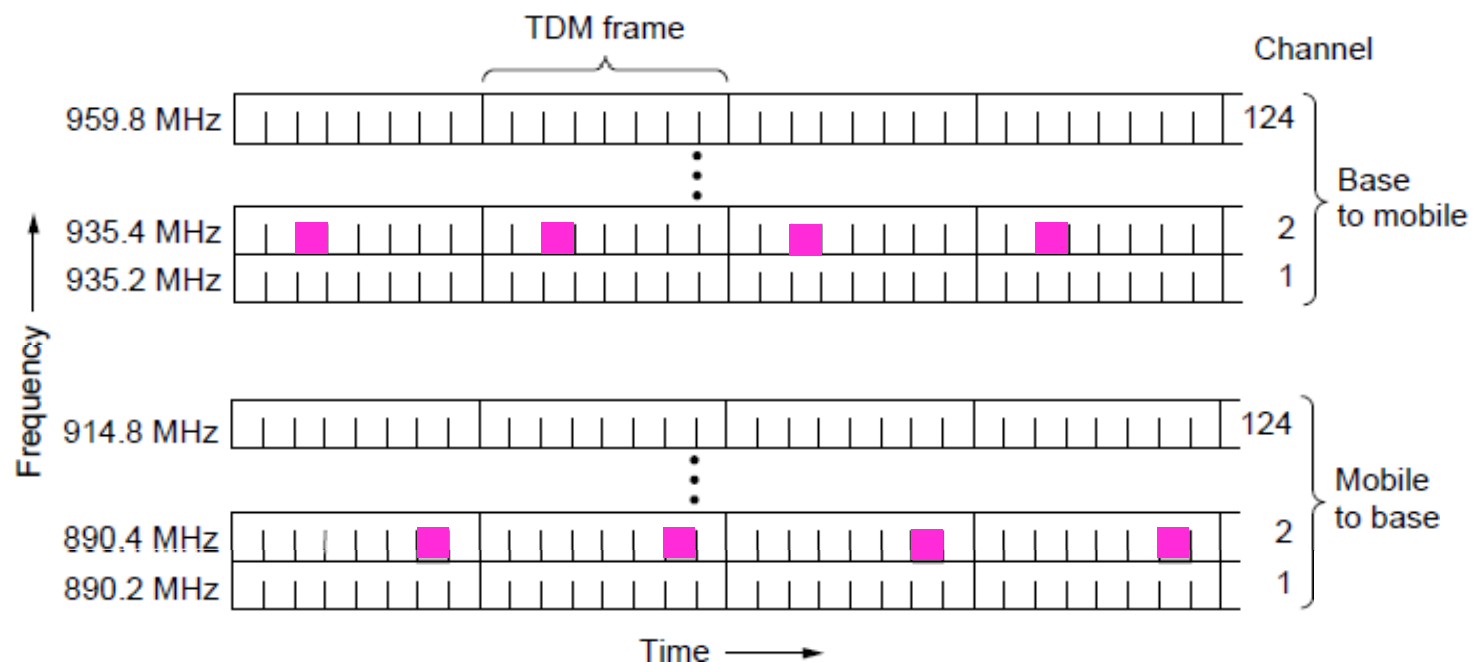 TDM frame
Channel
959.8 MHz
124
935.4 MHz
2
935.2 MHz
1
Base
to mobile
Frequency
914.8 MHz
124
890.4 MHz
2
890.2 MHz
1
Mobile
to base
Time